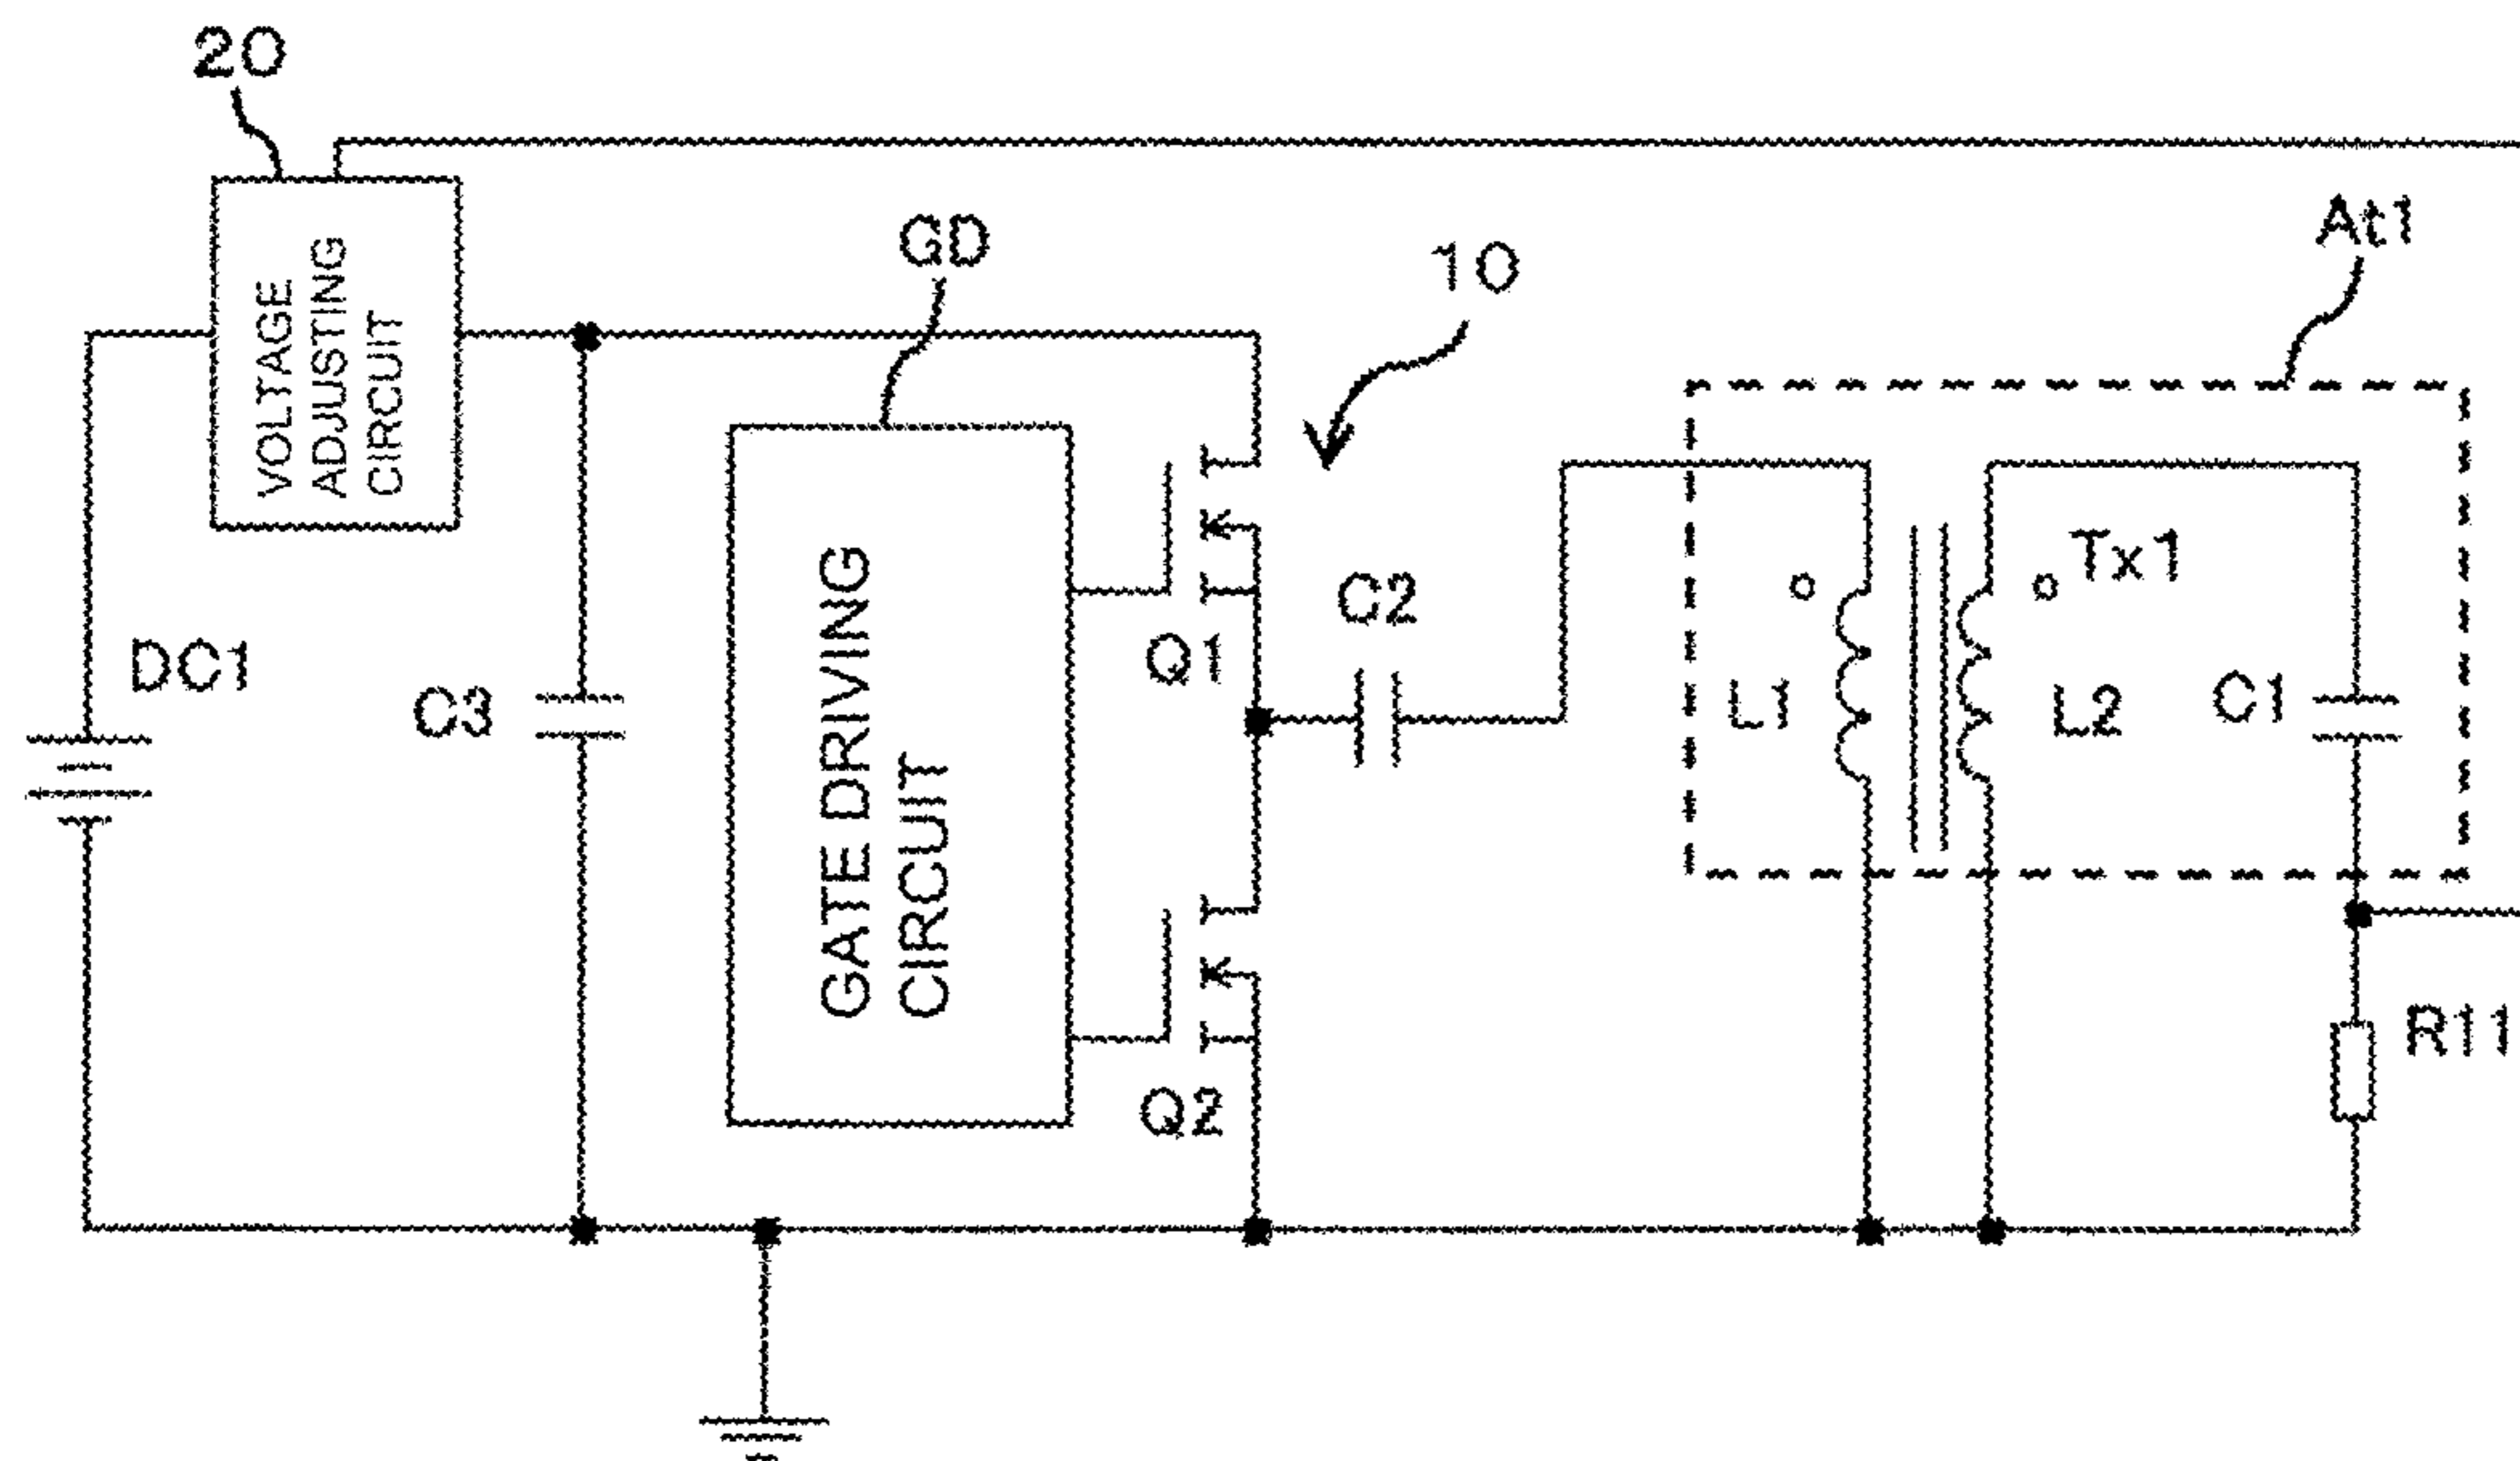 20
At1
GD
10
VOLTAGE
ADJUSTING
CIRCUIT
Tx1
C2
GATE DRIVING
CIRCUIT
DC1
Q1
C3
L1
L2
C1
R11
Q2